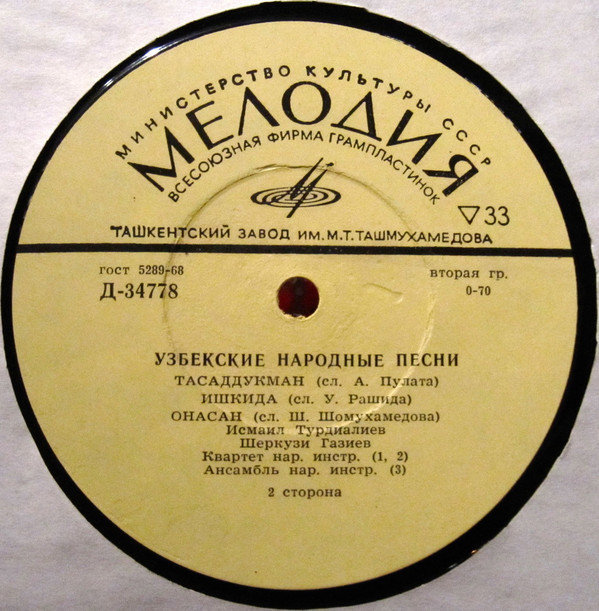 МИНИСТЕРСТВО КУЛЬТУРЫ СССР
МЕЛОДИЯ
ВСЕСОЮЗНАЯ ФИРМА ГРАМПЛАСТИНОК
▽33
ТАШКЕНТСКИЙ ЗАВОД ИМ. М.Т.ТАШМУХАМЕДОВА
гост 5289-68
вторая гр.
Д-34778
0-70
УЗБЕКСКИЕ НАРОДНЫЕ ПЕСНИ
ТАСАДДУКМАН (сл. А. Пулата)
ИШКИДА (сл. У. Рашида)
ОНАСАН (сл. Ш. Шомухамедова)
Исмаил Турдиалиев
Шеркузи Газиев
Квартет нар. инстр. (1, 2)
Ансамбль нар. инстр. (3)
2 сторона